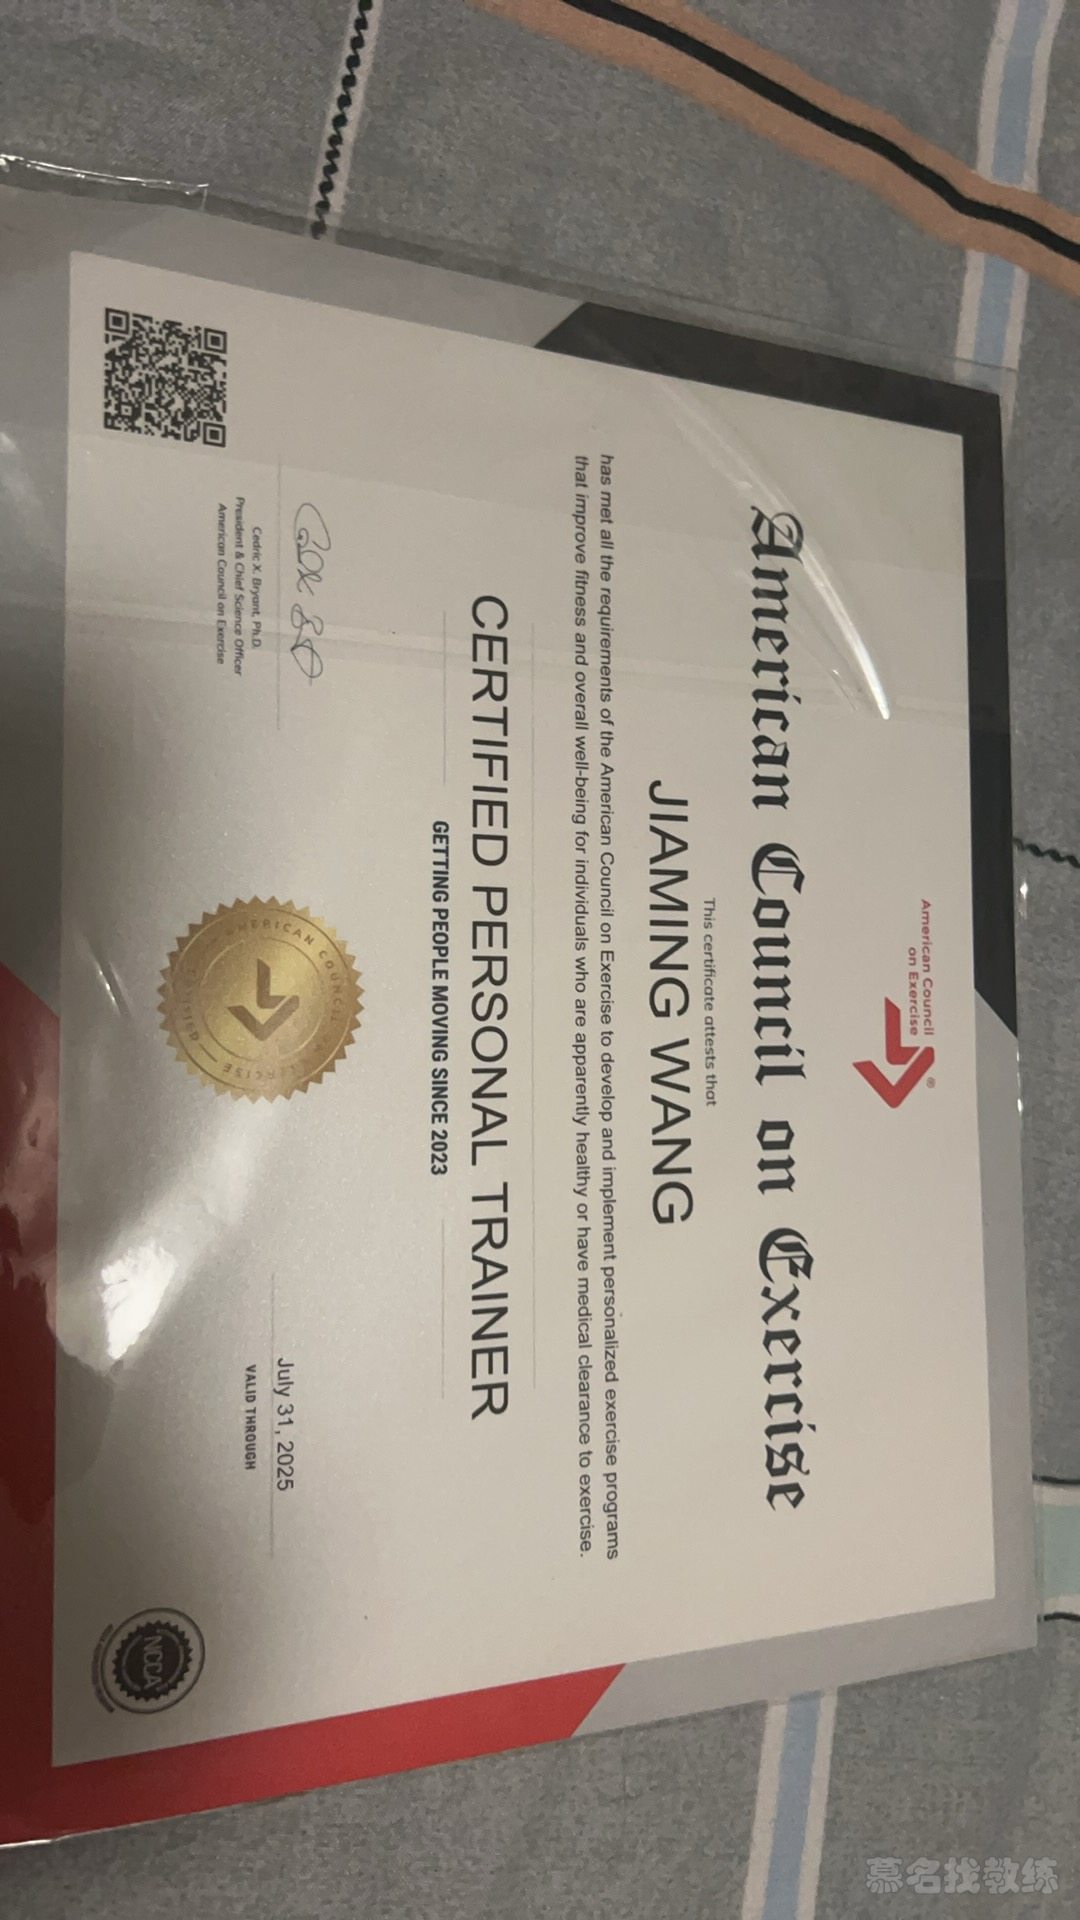 American Council
on Exercise
®
American Council on Exercise
This certificate attests that
JIAMING WANG
has met all the requirements of the American Council on Exercise to develop and implement personalized exercise programs
that improve fitness and overall well-being for individuals who are apparently healthy or have medical clearance to exercise.
CERTIFIED PERSONAL TRAINER
GETTING PEOPLE MOVING SINCE 2023
Cedric X. Bryant, Ph.D.
President & Chief Science Officer
American Council on Exercise
July 31, 2025
VALID THROUGH
NCCA
慕名找教练